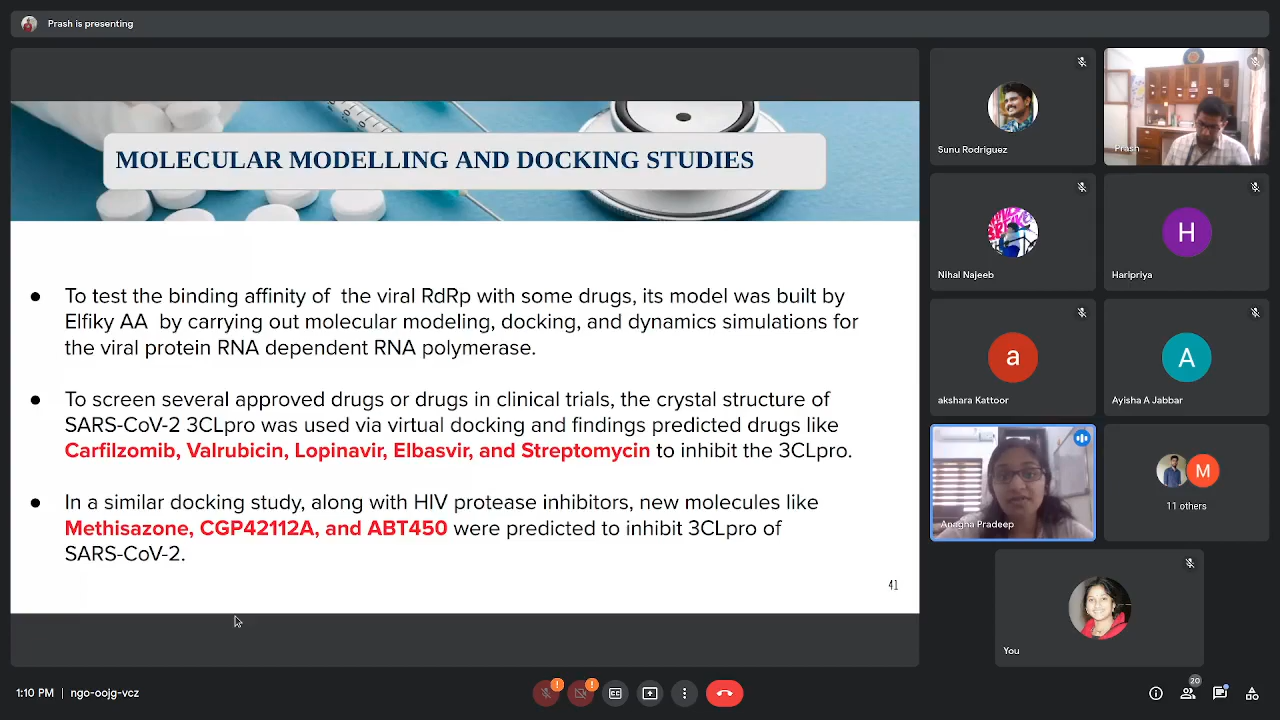 Prash is presenting
MOLECULAR MODELLING AND DOCKING STUDIES
● To test the binding affinity of the viral RdRp with some drugs, its model was built by
Elfiky AA by carrying out molecular modeling, docking, and dynamics simulations for
the viral protein RNA dependent RNA polymerase.
● To screen several approved drugs or drugs in clinical trials, the crystal structure of
SARS-CoV-2 3CLpro was used via virtual docking and findings predicted drugs like
Carfilzomib, Valrubicin, Lopinavir, Elbasvir, and Streptomycin to inhibit the 3CLpro.
● In a similar docking study, along with HIV protease inhibitors, new molecules like
Methisazone, CGP42112A, and ABT450 were predicted to inhibit 3CLpro of
SARS-CoV-2.
41
Sunu Rodriguez
Prash
Nihal Najeeb
H
Haripriya
a
akshara Kattoor
A
Ayisha A Jabbar
Anagha Pradeep
M
11 others
You
1:10 PM | ngo-oojg-vcz
20